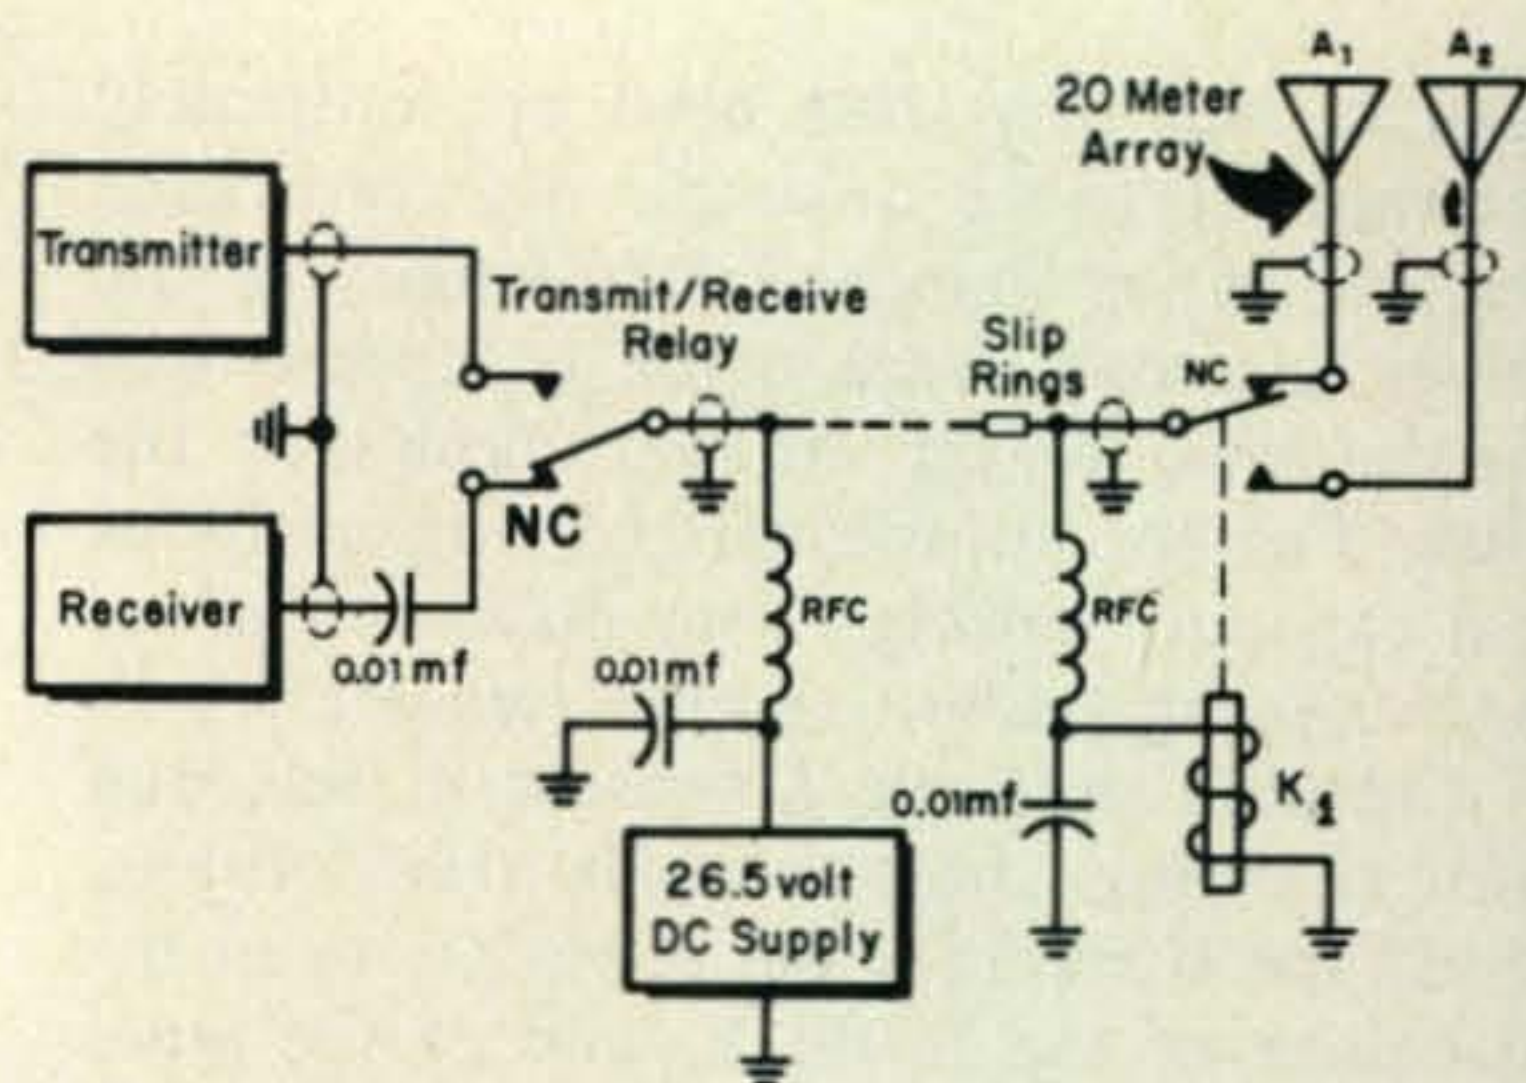 A₁
A₂
20 Meter
Array
Transmitter
Transmit/Receive
Relay
Slip
Rings
NC
NC
Receiver
0.01mf
0.01mf
RFC
RFC
0.01mf
K₁
26.5 volt
DC Supply